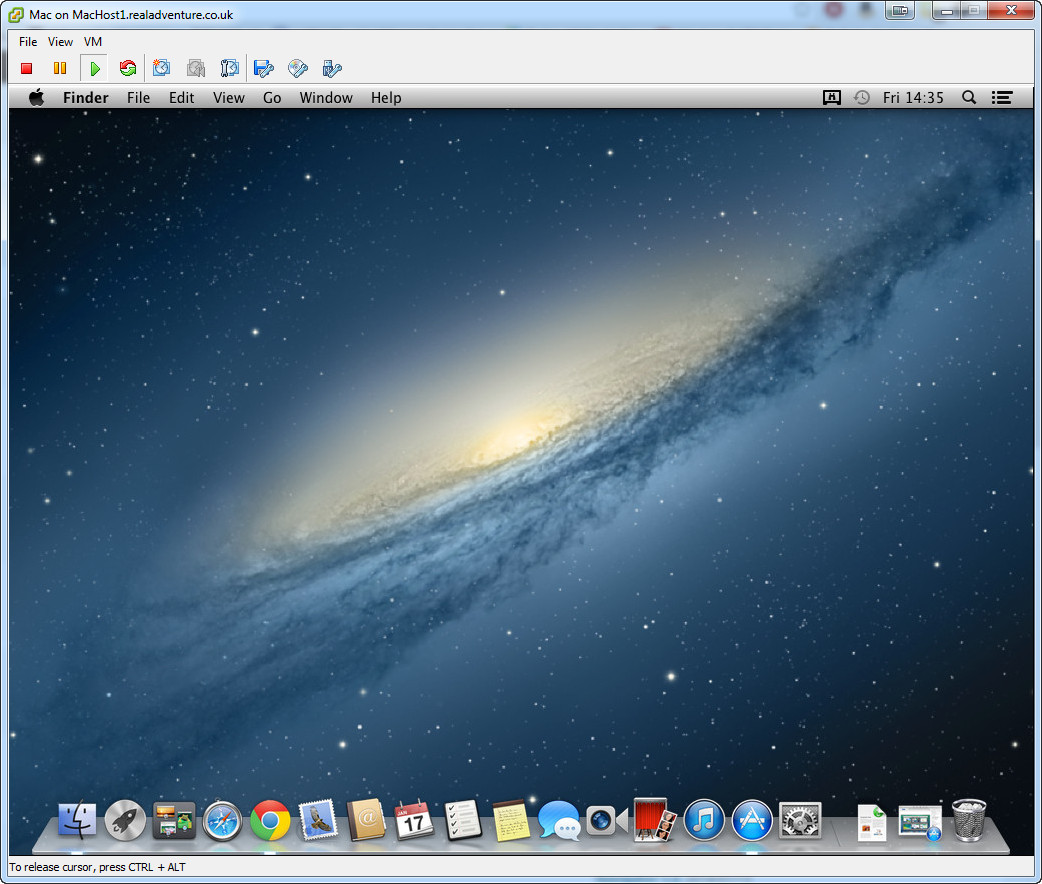 Mac on MacHost1.realadventure.co.uk
File View VM
Finder File Edit View Go Window Help Fri 14:35
JAN
17
@
To release cursor, press CTRL + ALT